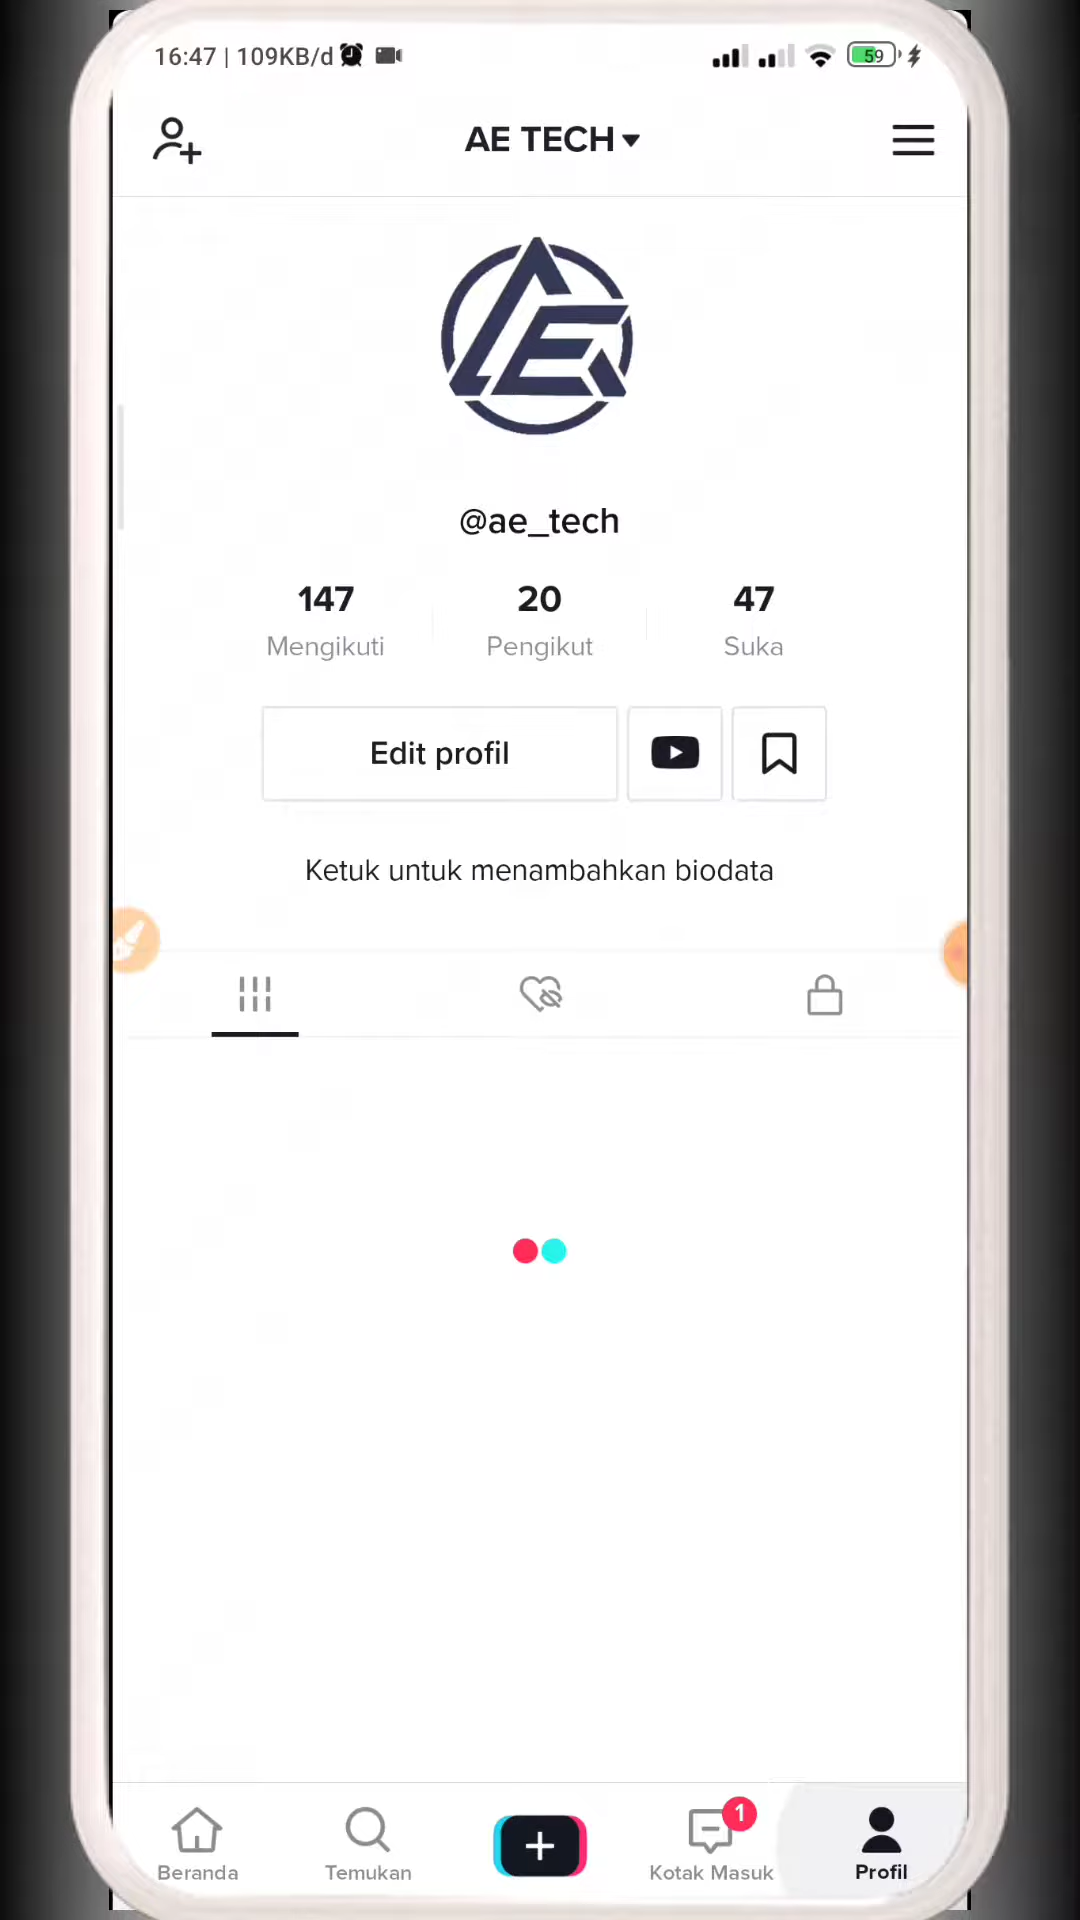 16:47 | 109KB/d
59
AE TECH
AE
@ae_tech
147 20 47
Mengikuti Pengikut Suka
Edit profil
Ketuk untuk menambahkan biodata
1
Beranda Temukan Kotak Masuk Profil